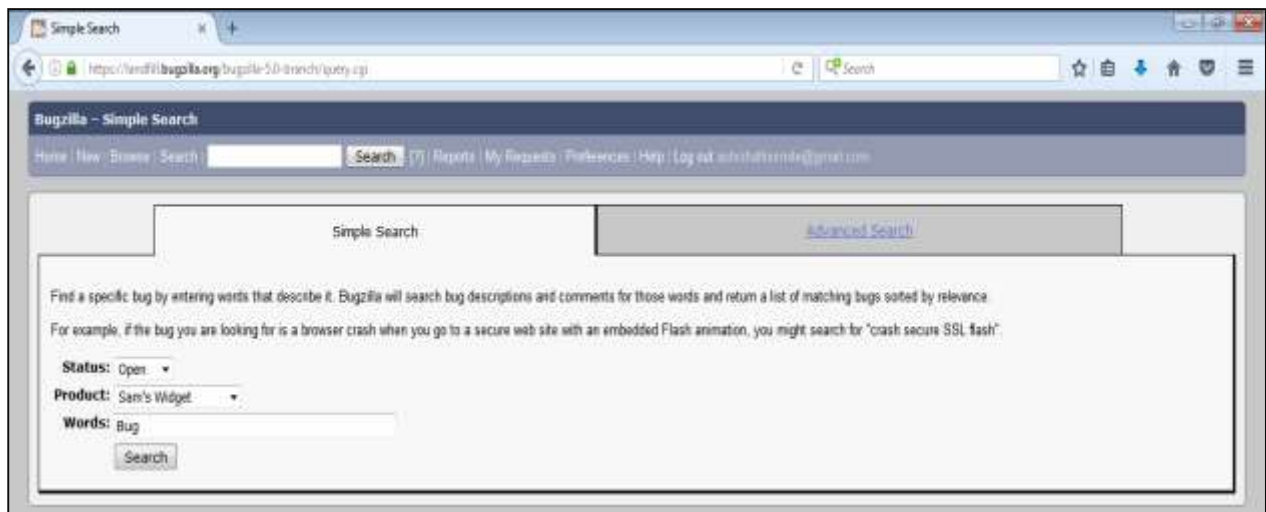 Simple Search
https://landfill.bugzilla.org/bugzilla-5.0-branch/query.cgi
Search
Bugzilla – Simple Search
Home | New | Browse | Search | Search [?] | Reports | My Requests | Preferences | Help | Log out
Simple Search
Advanced Search
Find a specific bug by entering words that describe it. Bugzilla will search bug descriptions and comments for those words and return a list of matching bugs sorted by relevance.
For example, if the bug you are looking for is a browser crash when you go to a secure web site with an embedded Flash animation, you might search for "crash secure SSL flash".
Status: Open
Product: Sam's Widget
Words: Bug
Search